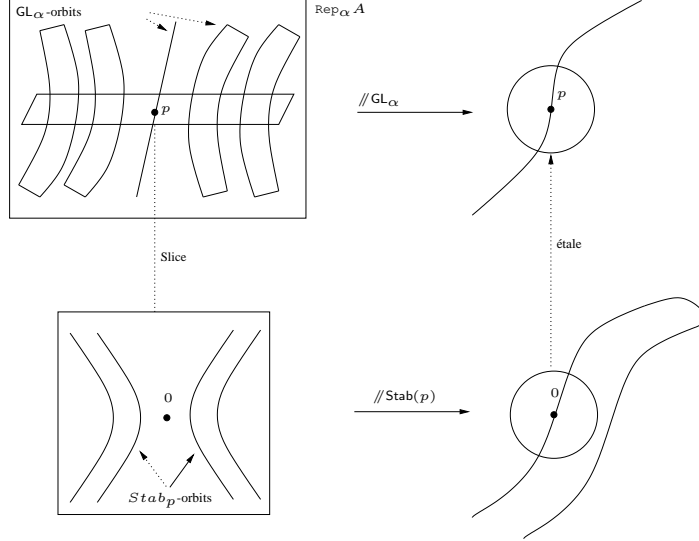 GL_α-orbits
Rep_α A
p
//GL_α
p
Slice
étale
0
//Stab(p)
0
Stab_p-orbits